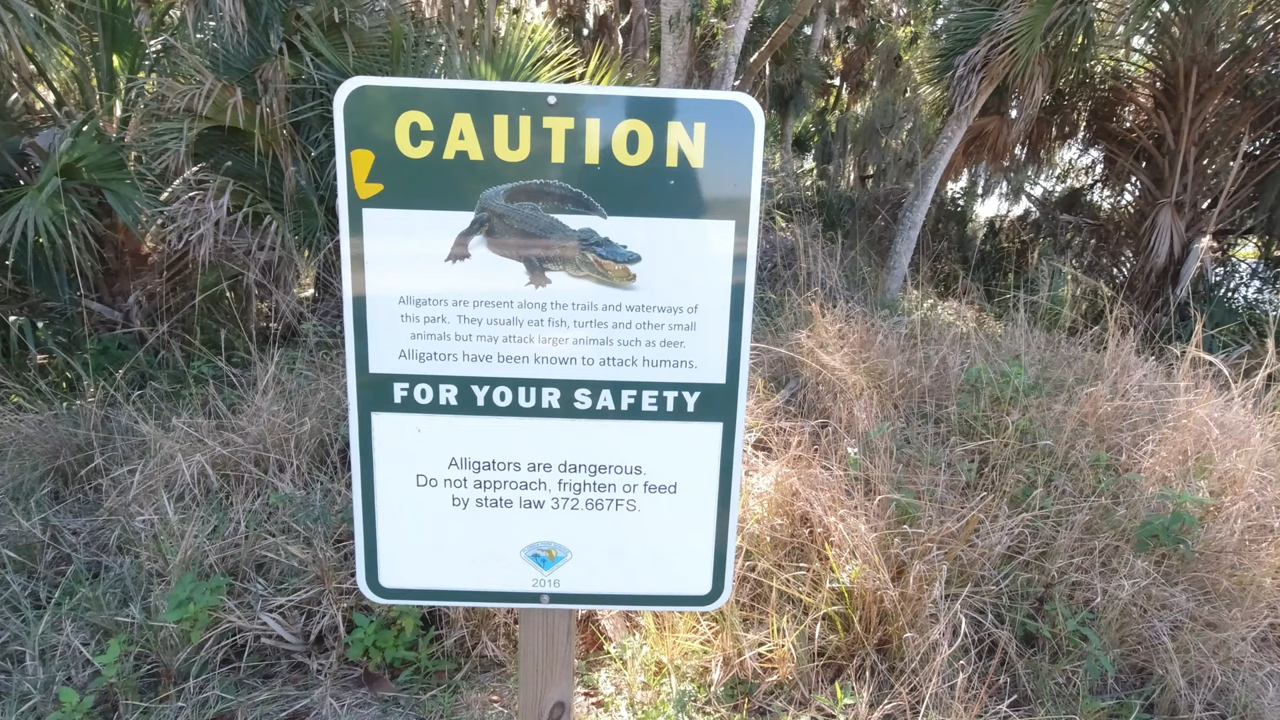 CAUTION
Alligators are present along the trails and waterways of
this park. They usually eat fish, turtles and other small
animals but may attack larger animals such as deer.
Alligators have been known to attack humans.
FOR YOUR SAFETY
Alligators are dangerous.
Do not approach, frighten or feed
by state law 372.667FS.
2016